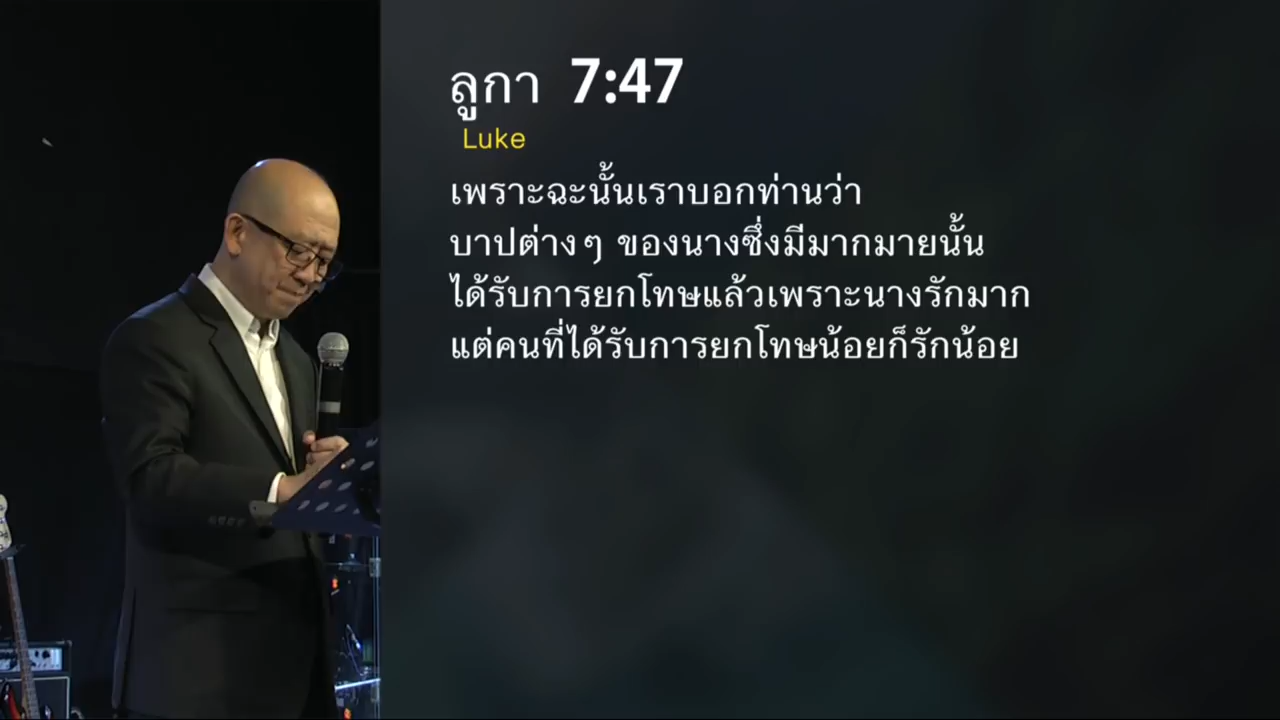 ลูกา 7:47
Luke
เพราะฉะนั้นเราบอกท่านว่า
บาปต่างๆ ของนางซึ่งมีมากมายนั้น
ได้รับการยกโทษแล้วเพราะนางรักมาก
แต่คนที่ได้รับการยกโทษน้อยก็รักน้อย